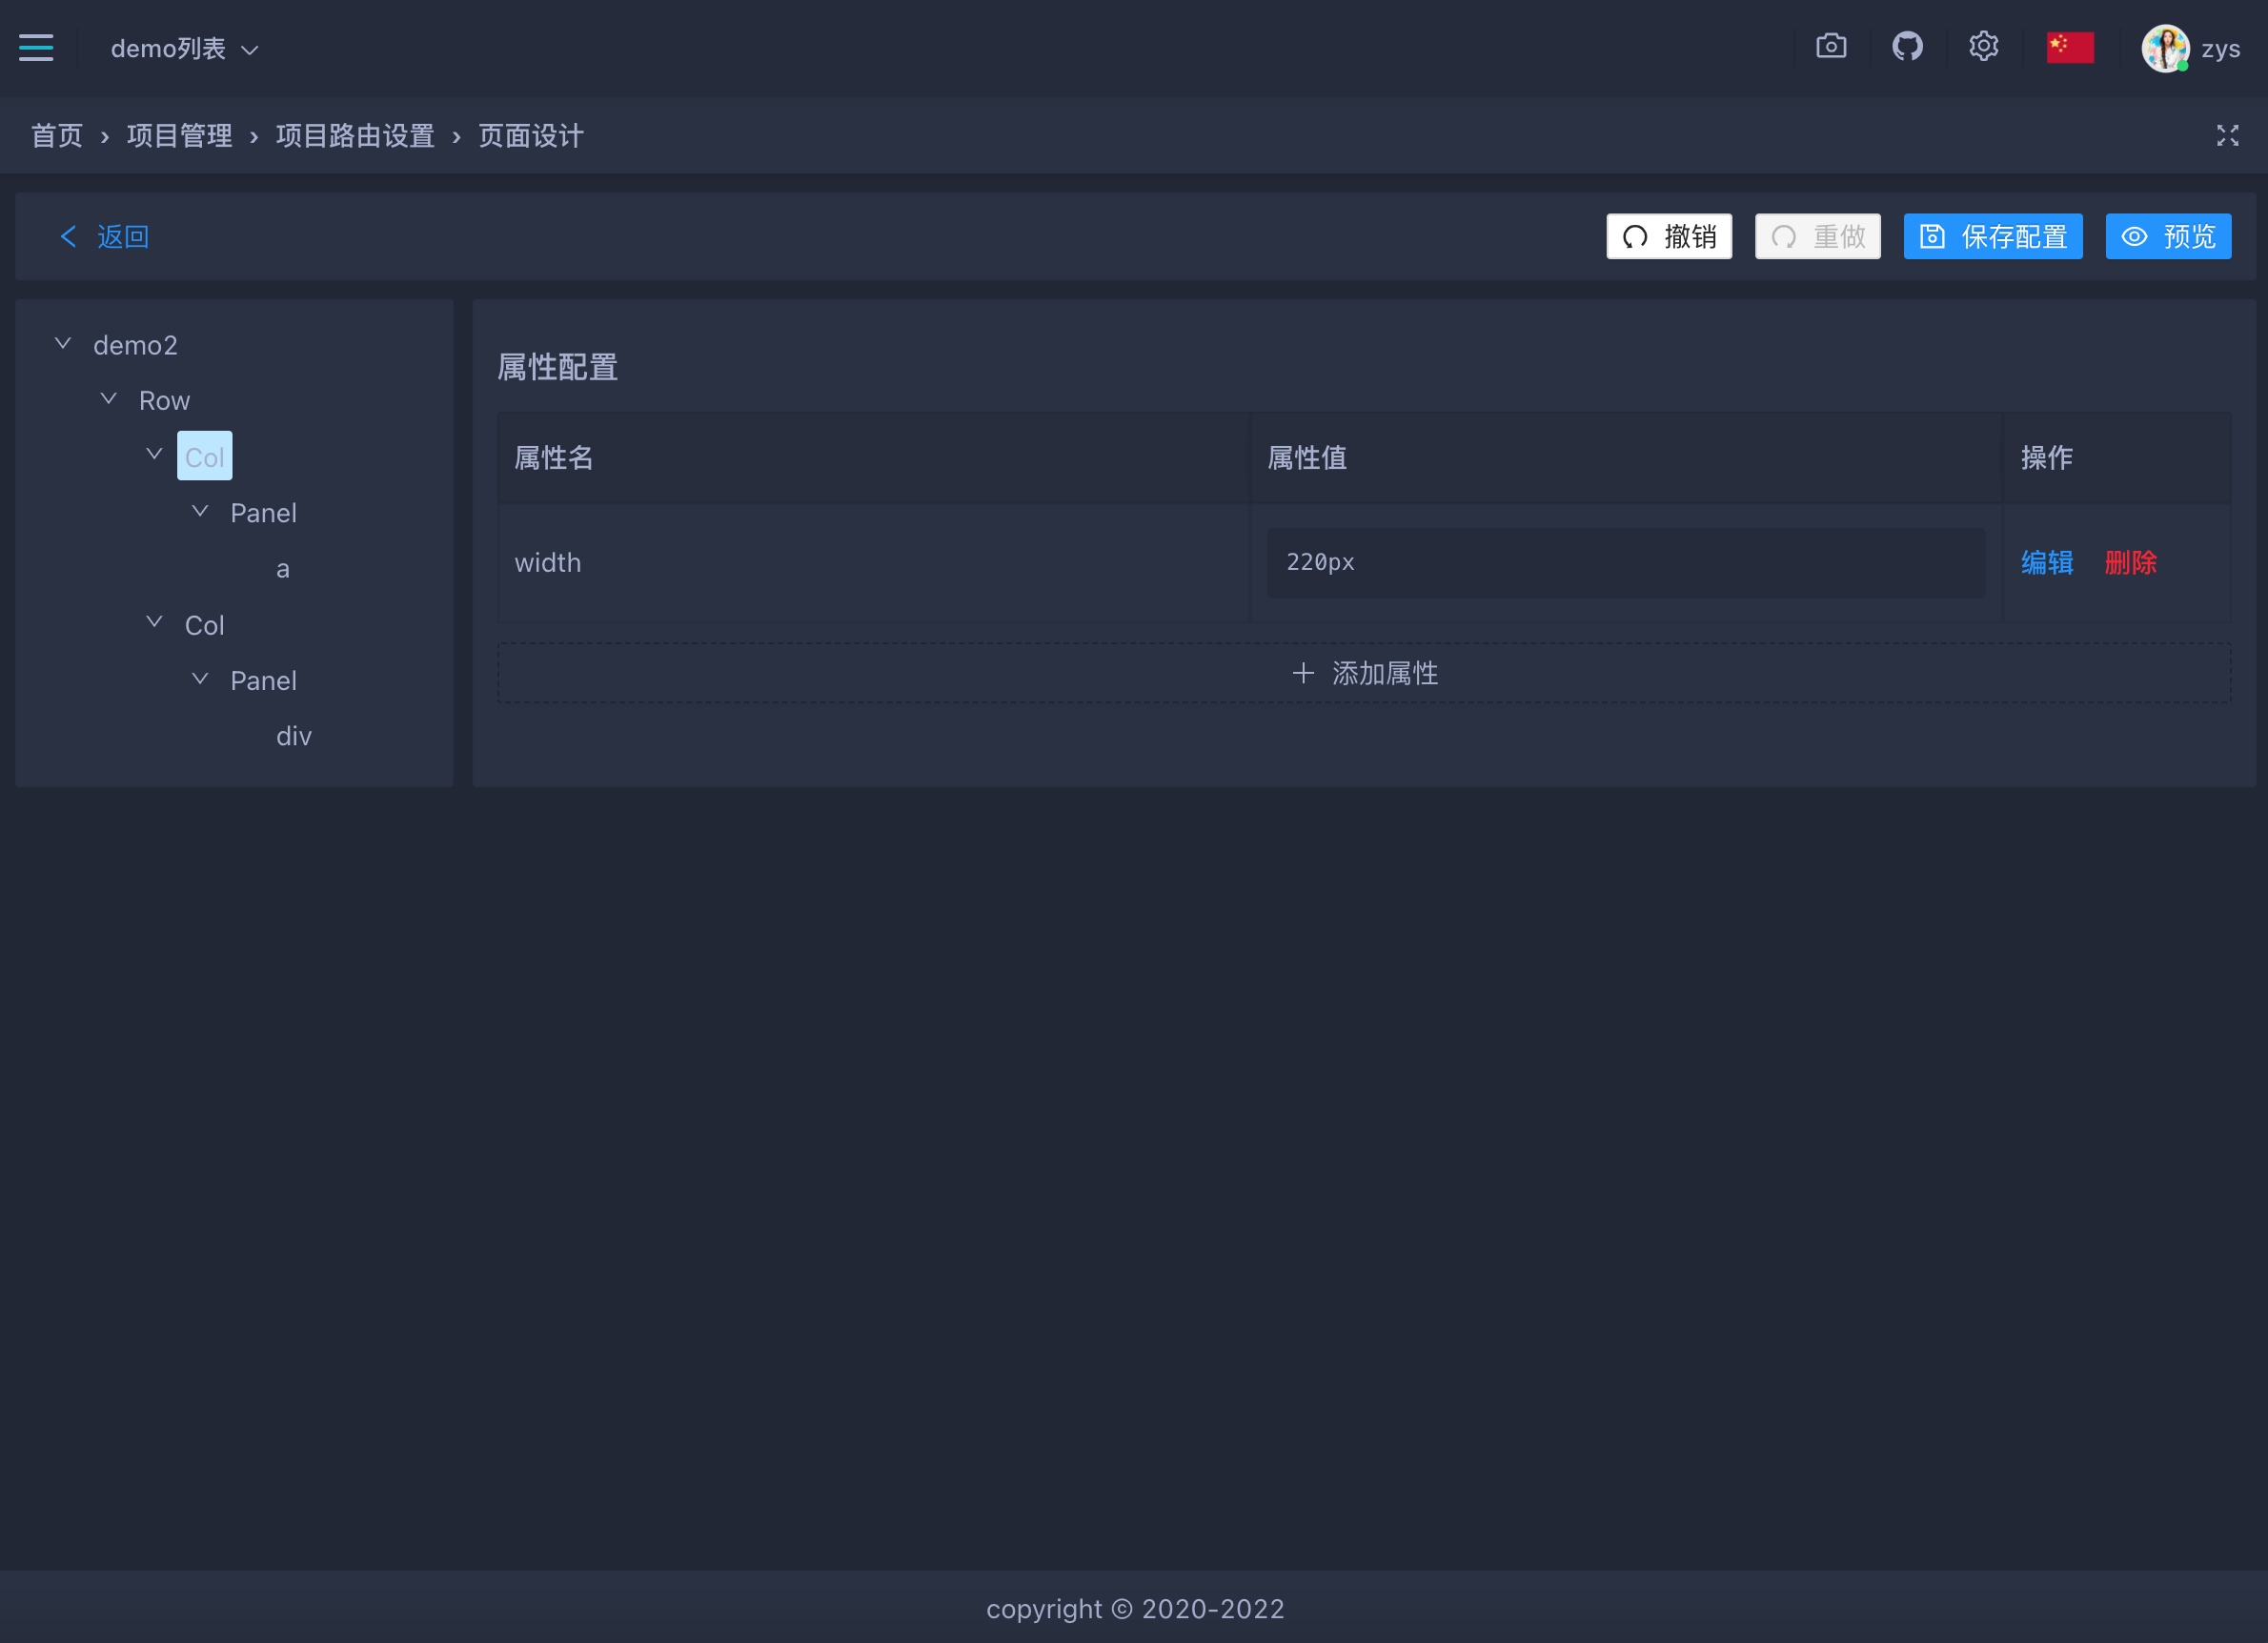 demo列表
zys
首页 › 项目管理 › 项目路由设置 › 页面设计
返回
撤销
重做
保存配置
预览
demo2
Row
Col
Panel
a
Col
Panel
div
属性配置
属性名 属性值 操作
width 220px 编辑 删除
添加属性
copyright © 2020-2022